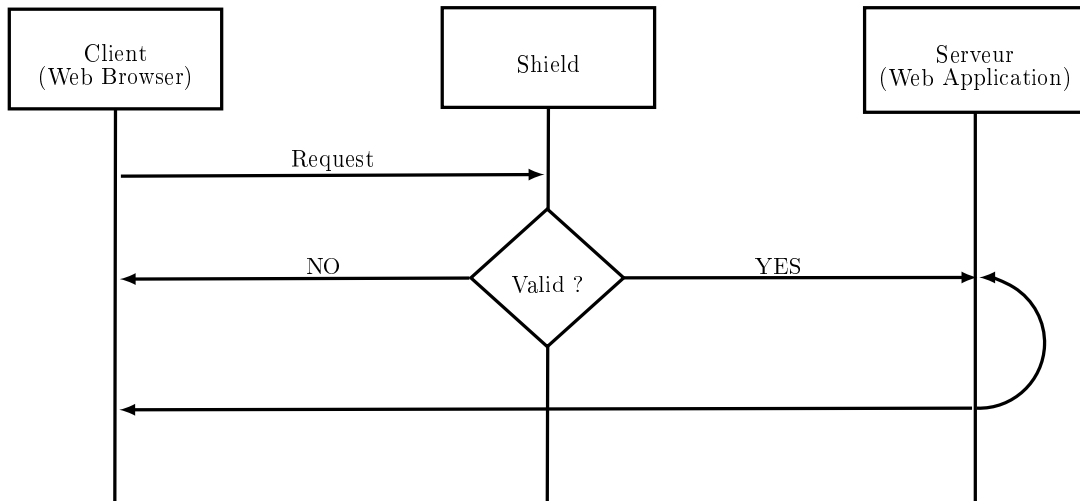 Client
(Web Browser)
Shield
Serveur
(Web Application)
Request
NO
Valid ?
YES